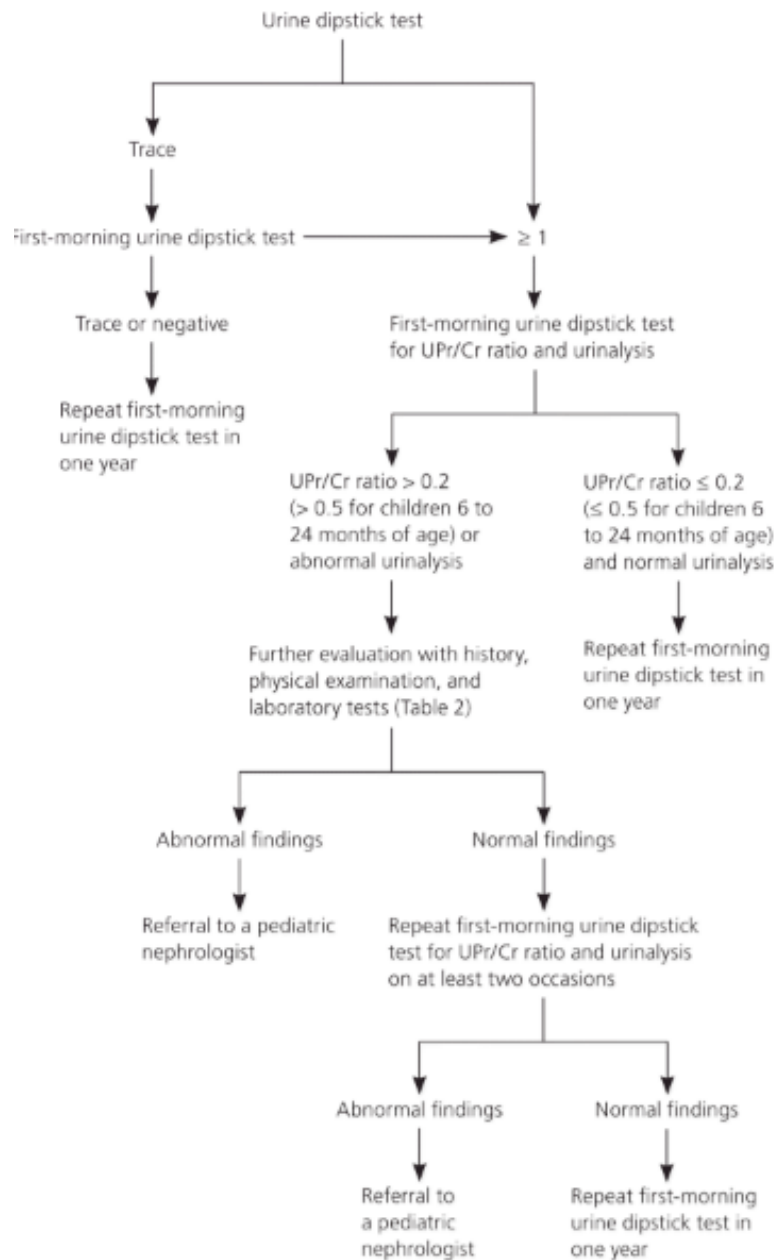 Urine dipstick test
Trace
First-morning urine dipstick test
≥ 1
Trace or negative
First-morning urine dipstick test
for UPr/Cr ratio and urinalysis
Repeat first-morning
urine dipstick test in
one year
UPr/Cr ratio > 0.2
(> 0.5 for children 6 to
24 months of age) or
abnormal urinalysis
UPr/Cr ratio ≤ 0.2
(≤ 0.5 for children 6
to 24 months of age)
and normal urinalysis
Further evaluation with history,
physical examination, and
laboratory tests (Table 2)
Repeat first-morning
urine dipstick test in
one year
Abnormal findings
Normal findings
Referral to a pediatric
nephrologist
Repeat first-morning urine dipstick
test for UPr/Cr ratio and urinalysis
on at least two occasions
Abnormal findings
Normal findings
Referral to
a pediatric
nephrologist
Repeat first-morning
urine dipstick test in
one year